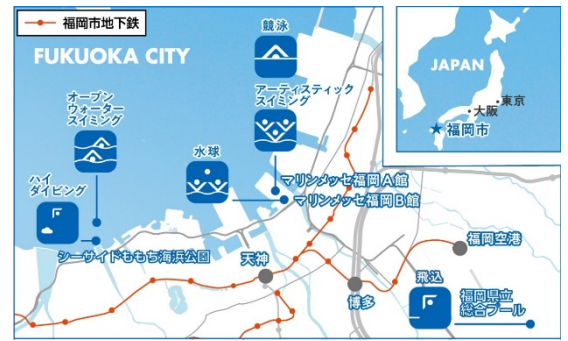 福岡市地下鉄
FUKUOKA CITY
競泳
アーティスティック
スイミング
オープン
ウォーター
スイミング
水球
ハイ
ダイビング
マリンメッセ福岡A館
マリンメッセ福岡B館
シーサイドももち海浜公園
天神
博多
福岡空港
飛込
福岡県立
総合プール
JAPAN
東京
大阪
福岡市